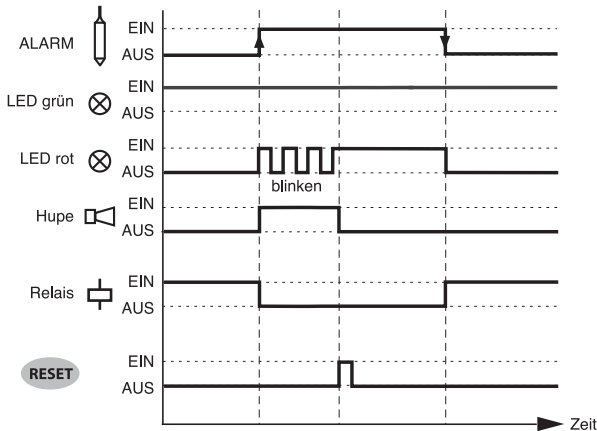 EIN
ALARM
AUS
EIN
LED grün
AUS
EIN
LED rot
AUS
blinken
EIN
Hupe
AUS
EIN
Relais
AUS
EIN
RESET
AUS
Zeit